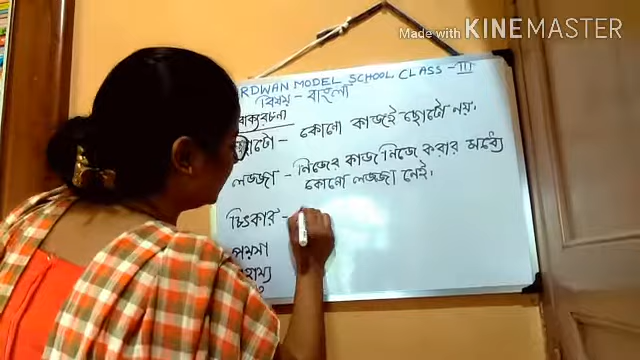 Made with KINEMASTER
RDWAN MODEL SCHOOL CLASS - III
বিষয় - বাংলা
বাক্যরচনা
কোনো কাজই ছোটো নয়।
লজ্জা - নিজের কাজ নিজে করার মধ্যে
কোনো লজ্জা নেই।
চিৎকার -
পয়সা